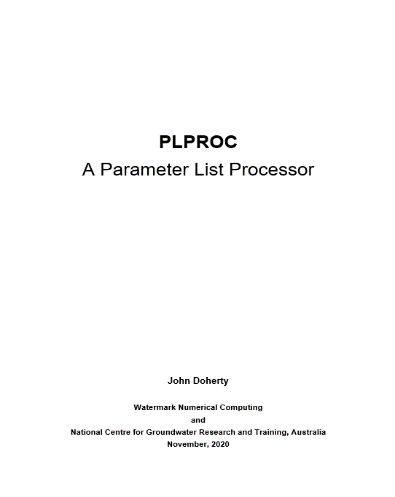 PLPROC
A Parameter List Processor
John Doherty
Watermark Numerical Computing
and
National Centre for Groundwater Research and Training, Australia
November, 2020